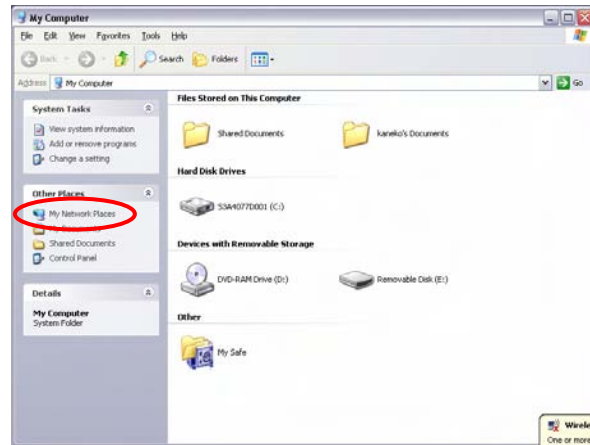 My Computer
File Edit View Favorites Tools Help
Back Search Folders
Address My Computer Go
System Tasks
View system information
Add or remove programs
Change a setting
Other Places
My Network Places
My Documents
Shared Documents
Control Panel
Details
My Computer
System Folder
Files Stored on This Computer
Shared Documents kaneko's Documents
Hard Disk Drives
S3A4077D001 (C:)
Devices with Removable Storage
DVD-RAM Drive (D:) Removable Disk (E:)
Other
My Safe
Wirele
One or more